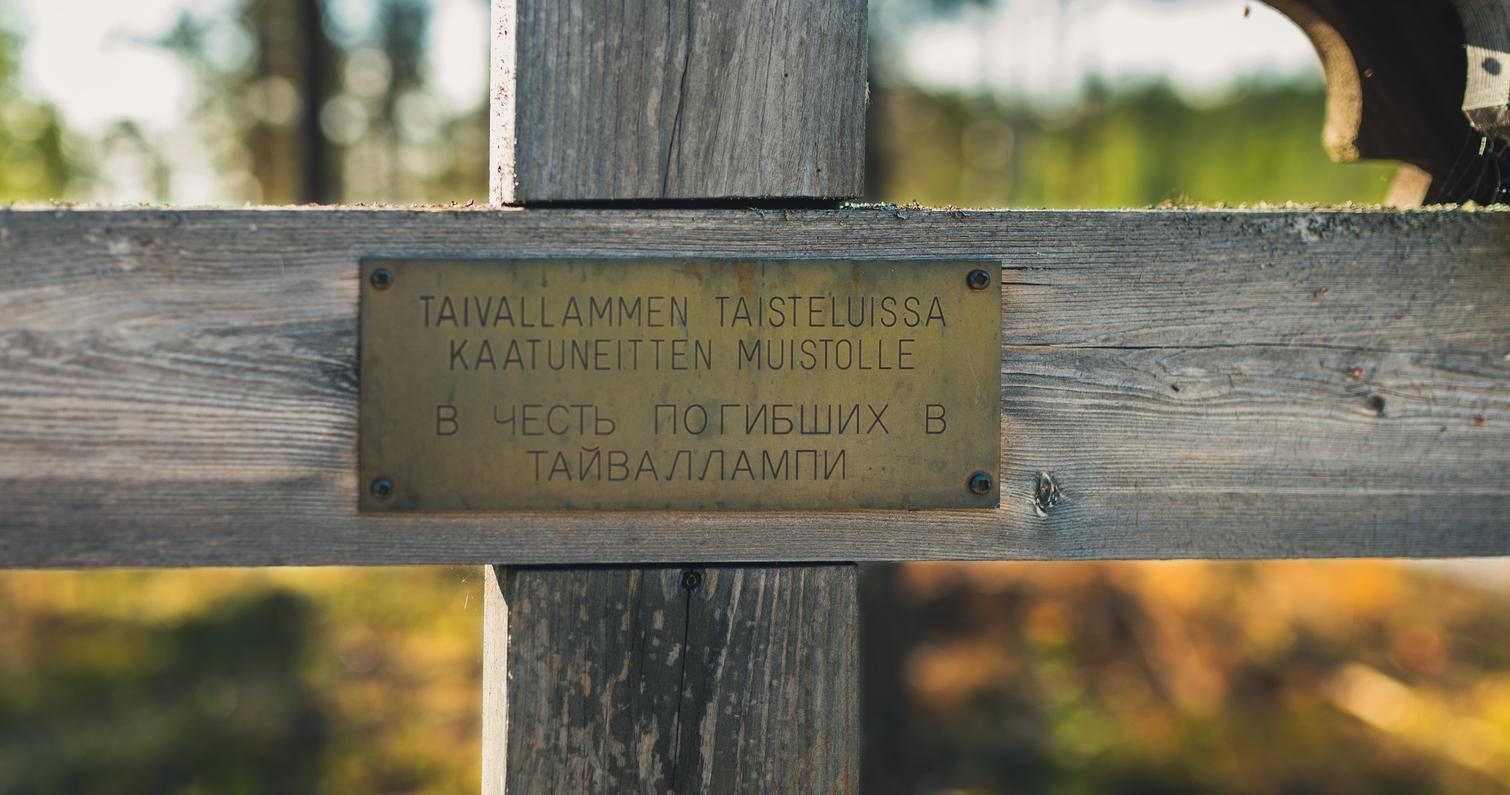 TAIVALLAMMEN TAISTELUISSA
KAATUNEITTEN MUISTOLLE
В ЧЕСТЬ ПОГИБШИХ В
ТАЙВАЛЛАМПИ